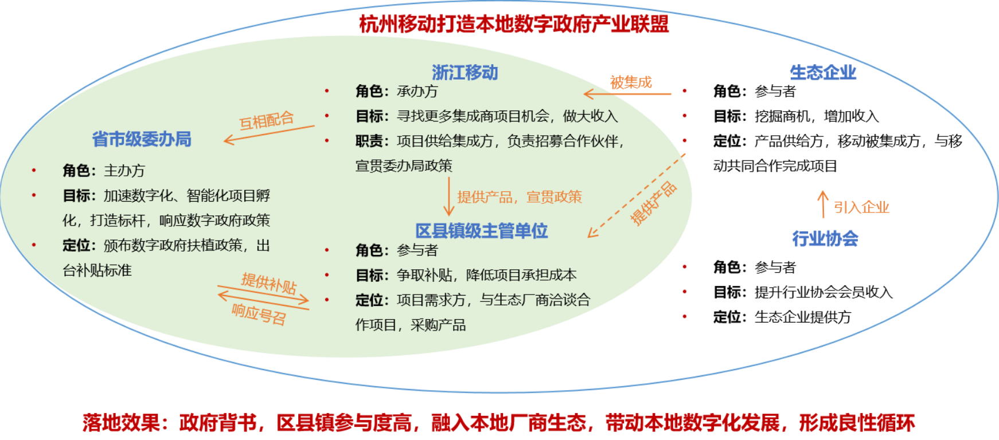 杭州移动打造本地数字政府产业联盟
浙江移动
• 角色：承办方
• 目标：寻找更多集成商项目机会，做大收入
• 职责：项目供给集成方，负责招募合作伙伴，
宣贯委办局政策
被集成
生态企业
• 角色：参与者
• 目标：挖掘商机，增加收入
• 定位：产品供给方，移动被集成方，与移
动共同合作完成项目
互相配合
省市级委办局
• 角色：主办方
• 目标：加速数字化、智能化项目孵
化，打造标杆，响应数字政府政策
• 定位：颁布数字政府扶植政策，出
台补贴标准
提供产品，宣贯政策
提供产品
引入企业
区县镇级主管单位
• 角色：参与者
• 目标：争取补贴，降低项目承担成本
• 定位：项目需求方，与生态厂商洽谈合
作项目，采购产品
行业协会
• 角色：参与者
• 目标：提升行业协会会员收入
• 定位：生态企业提供方
提供补贴
响应号召
落地效果：政府背书，区县镇参与度高，融入本地厂商生态，带动本地数字化发展，形成良性循环